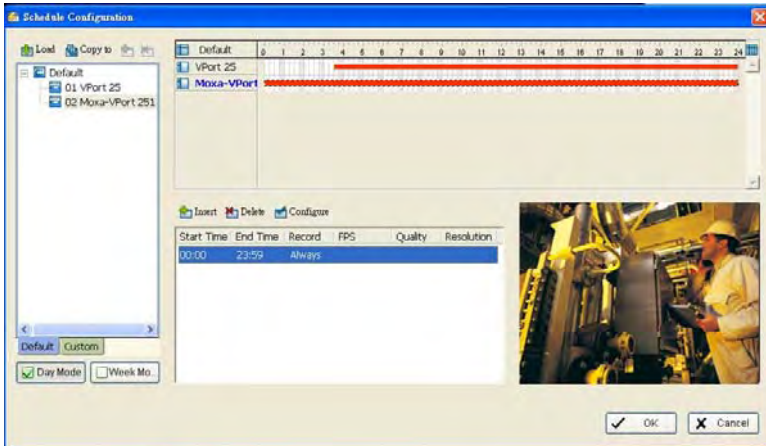 Schedule Configuration
Load Copy to
Default
01 VPort 25
02 Moxa-VPort 251
Default Custom
Day Mode Week Mo
Default 0 1 2 3 4 5 6 7 8 9 10 11 12 13 14 15 16 17 18 19 20 21 22 23 24
VPort 25
Moxa-VPort
Insert Delete Configure
Start Time End Time Record FPS Quality Resolution
00:00 23:59 Always
OK Cancel